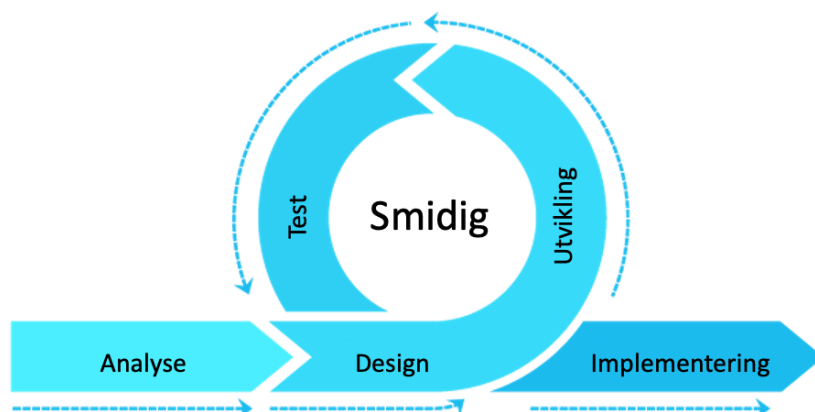 Smidig
Test
Utvikling
Analyse
Design
Implementering